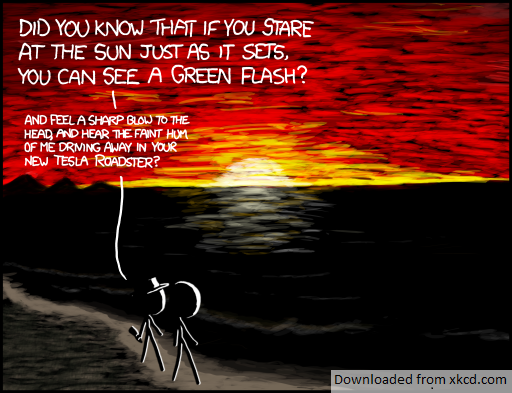 DID YOU KNOW THAT IF YOU STARE
AT THE SUN JUST AS IT SETS,
YOU CAN SEE A GREEN FLASH?
AND FEEL A SHARP BLOW TO THE
HEAD, AND HEAR THE FAINT HUM
OF ME DRIVING AWAY IN YOUR
NEW TESLA ROADSTER?
Downloaded from xkcd.com